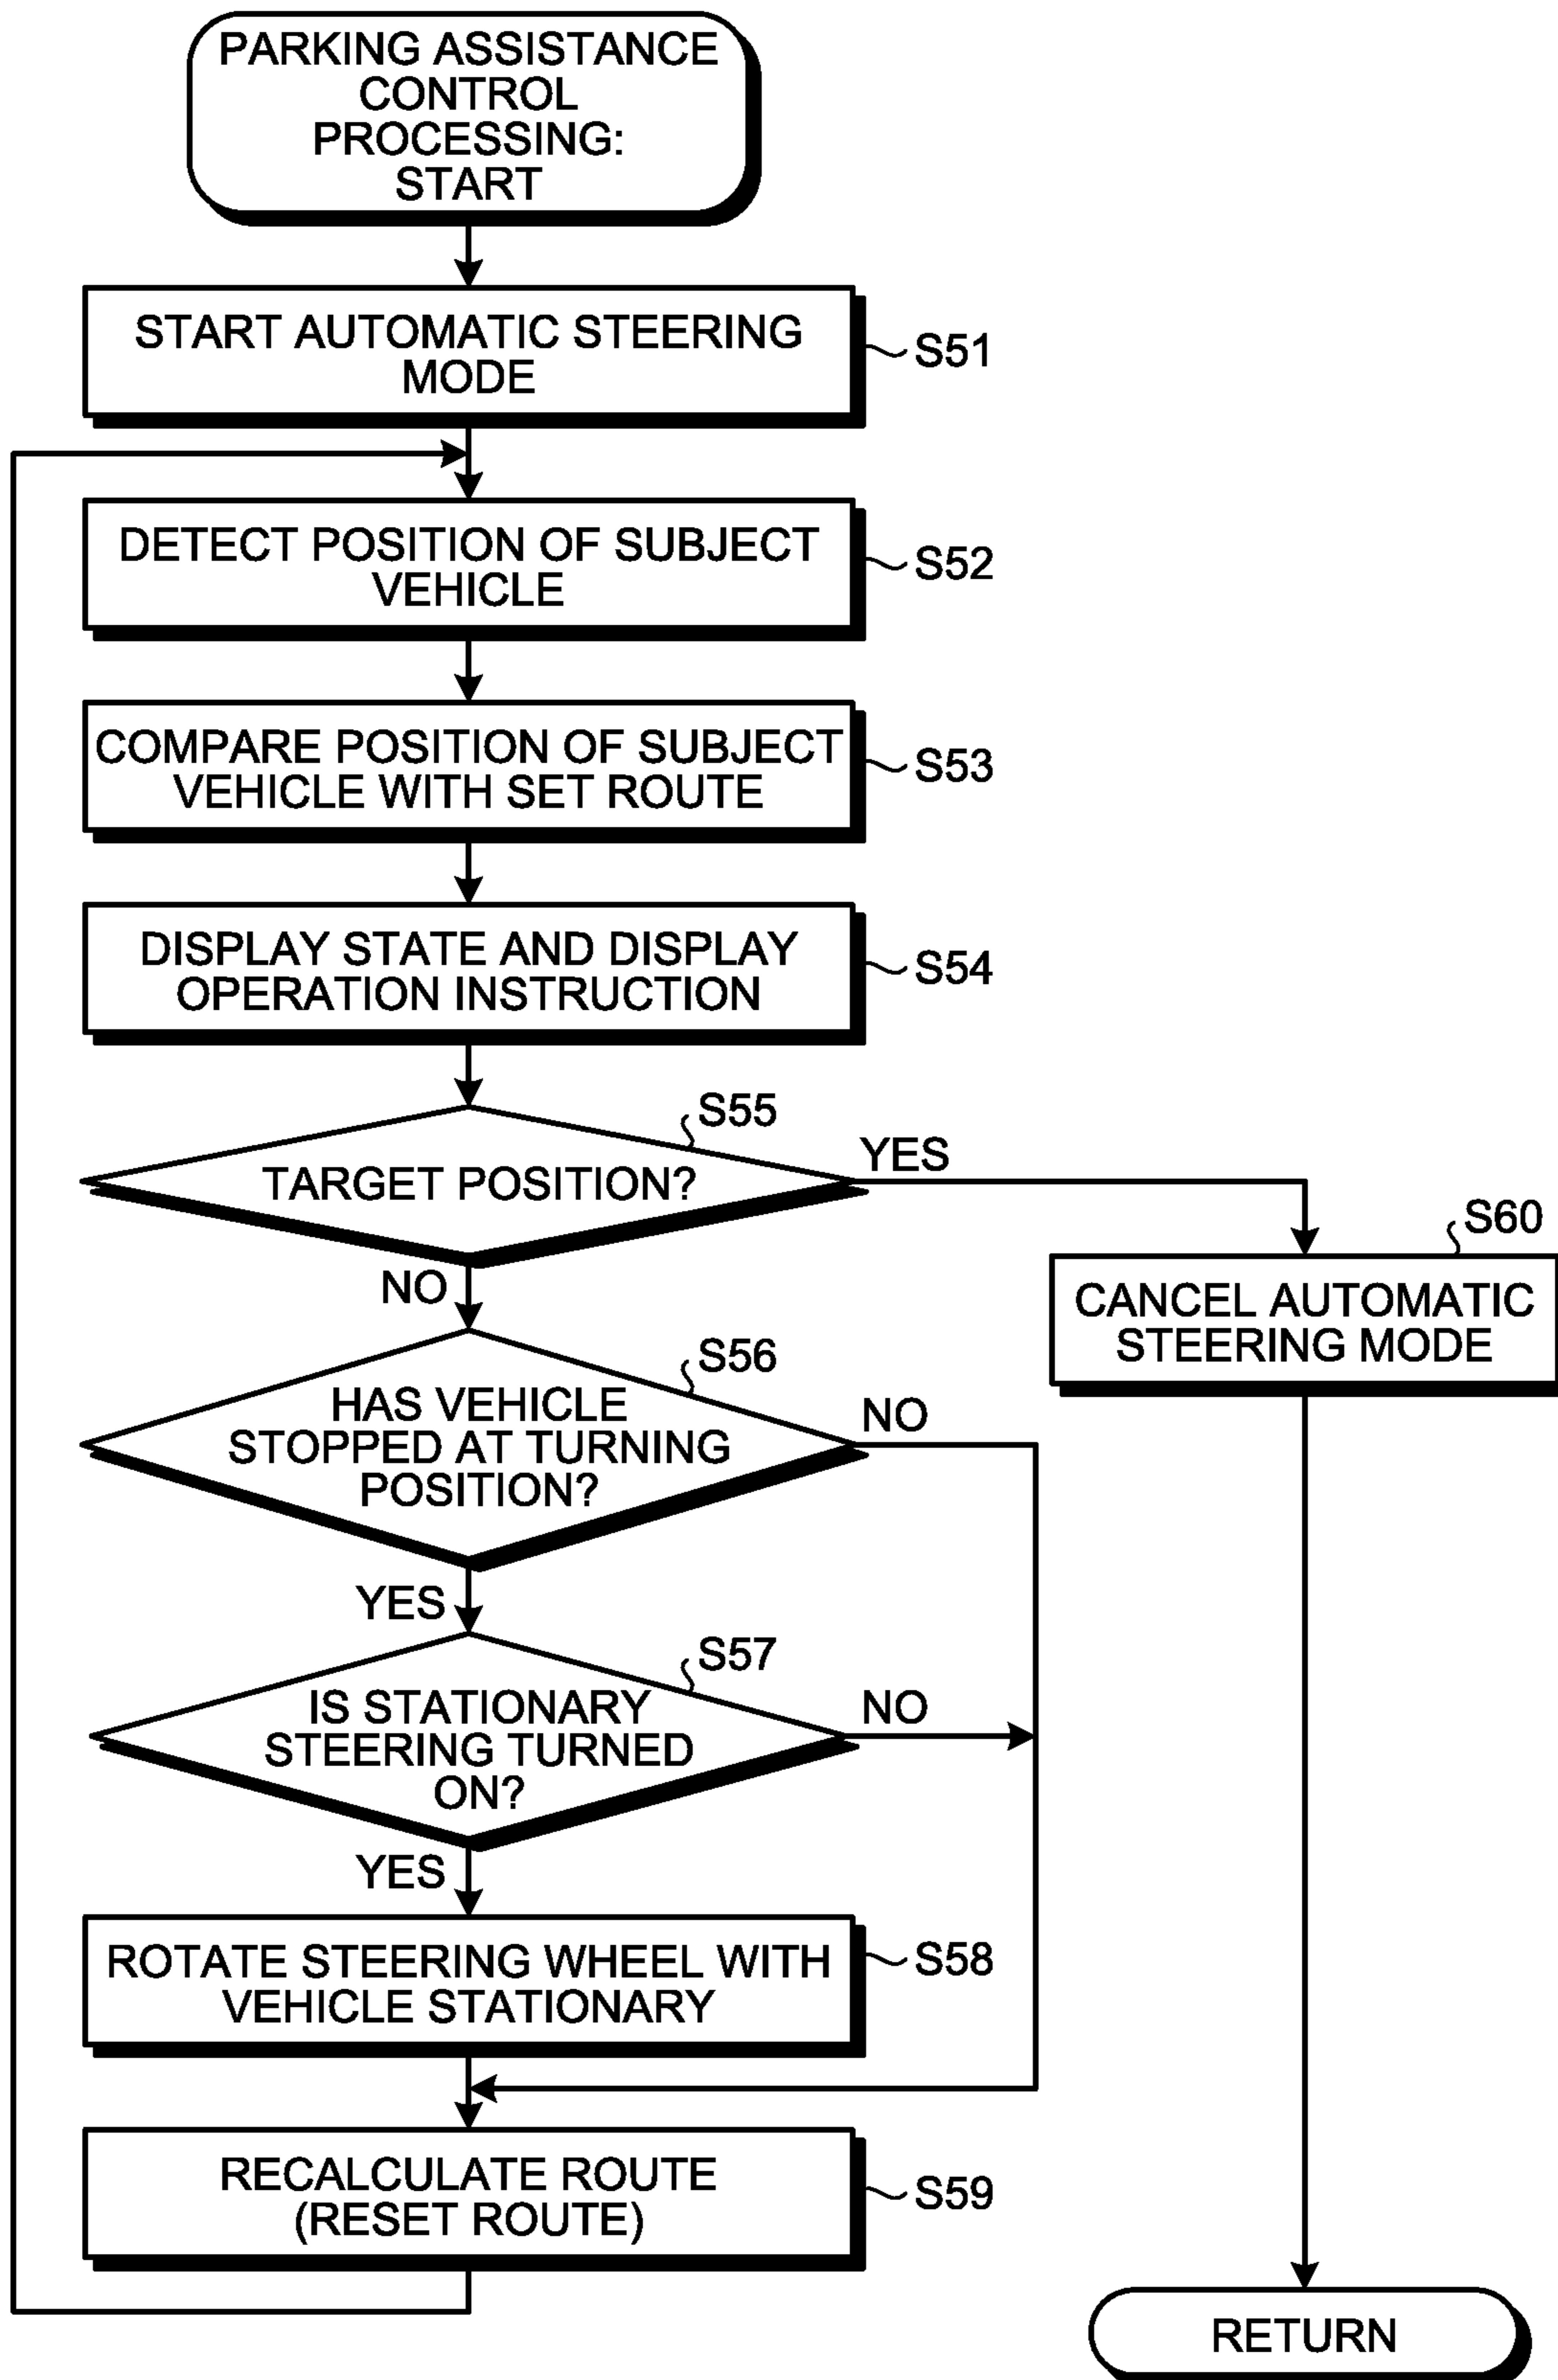 PARKING ASSISTANCE
CONTROL
PROCESSING:
START
START AUTOMATIC STEERING
MODE
S51
DETECT POSITION OF SUBJECT
VEHICLE
S52
COMPARE POSITION OF SUBJECT
VEHICLE WITH SET ROUTE
S53
DISPLAY STATE AND DISPLAY
OPERATION INSTRUCTION
S54
S55
TARGET POSITION?
YES
NO
S60
CANCEL AUTOMATIC
STEERING MODE
S56
HAS VEHICLE
STOPPED AT TURNING
POSITION?
NO
YES
S57
IS STATIONARY
STEERING TURNED
ON?
NO
YES
ROTATE STEERING WHEEL WITH
VEHICLE STATIONARY
S58
RECALCULATE ROUTE
(RESET ROUTE)
S59
RETURN